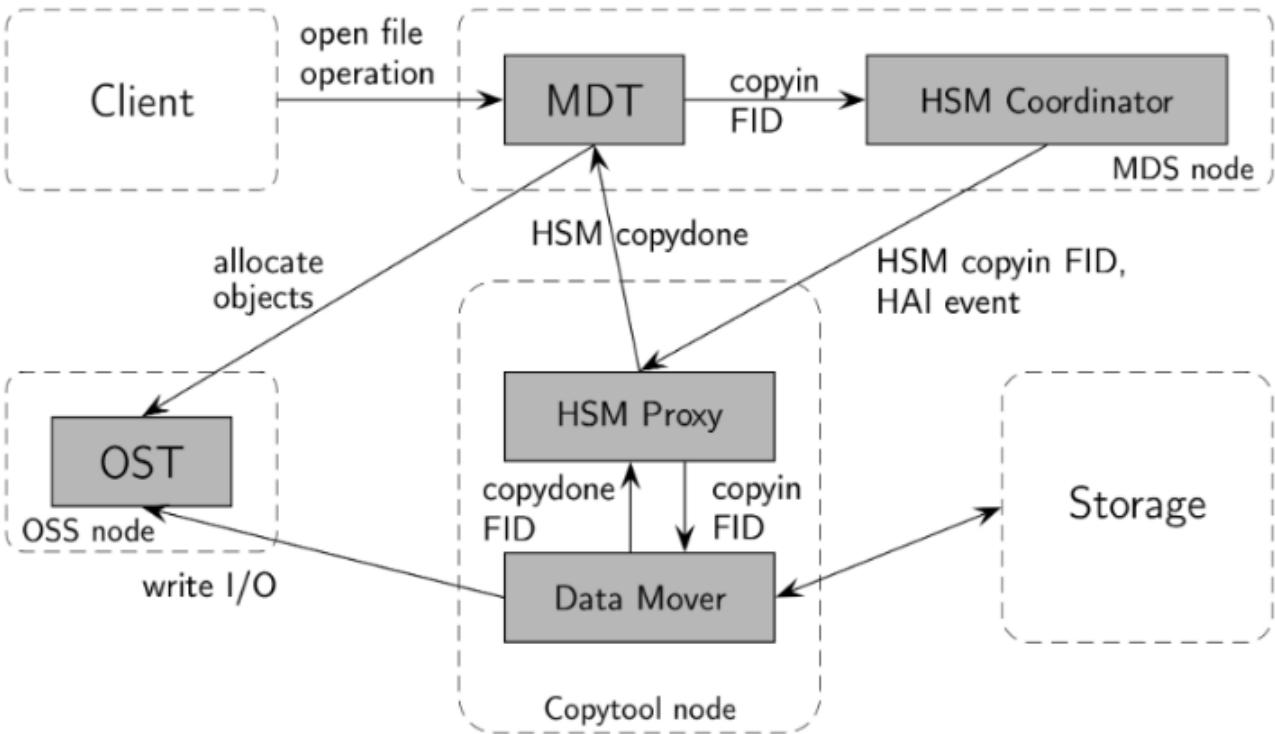 open file
operation
Client
MDT
copyin
FID
HSM Coordinator
MDS node
HSM copydone
allocate
objects
HSM copyin FID,
HAI event
HSM Proxy
OST
OSS node
copydone
FID
copyin
FID
Storage
write I/O
Data Mover
Copytool node